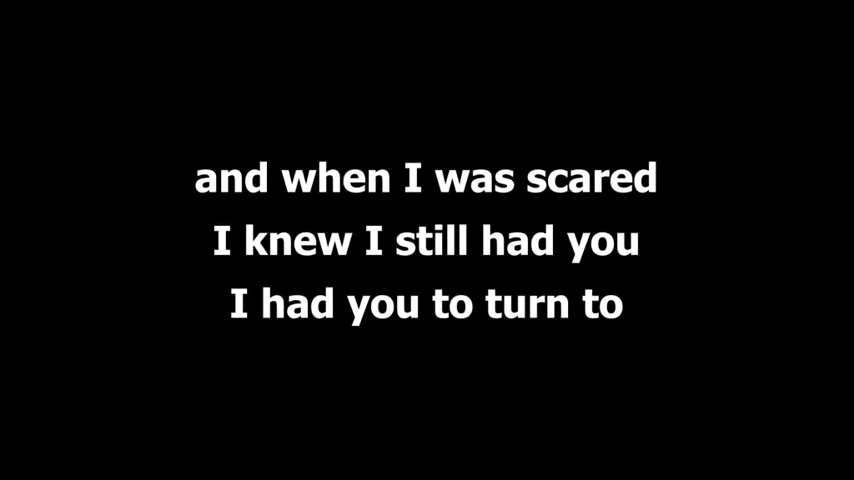 and when I was scared
I knew I still had you
I had you to turn to